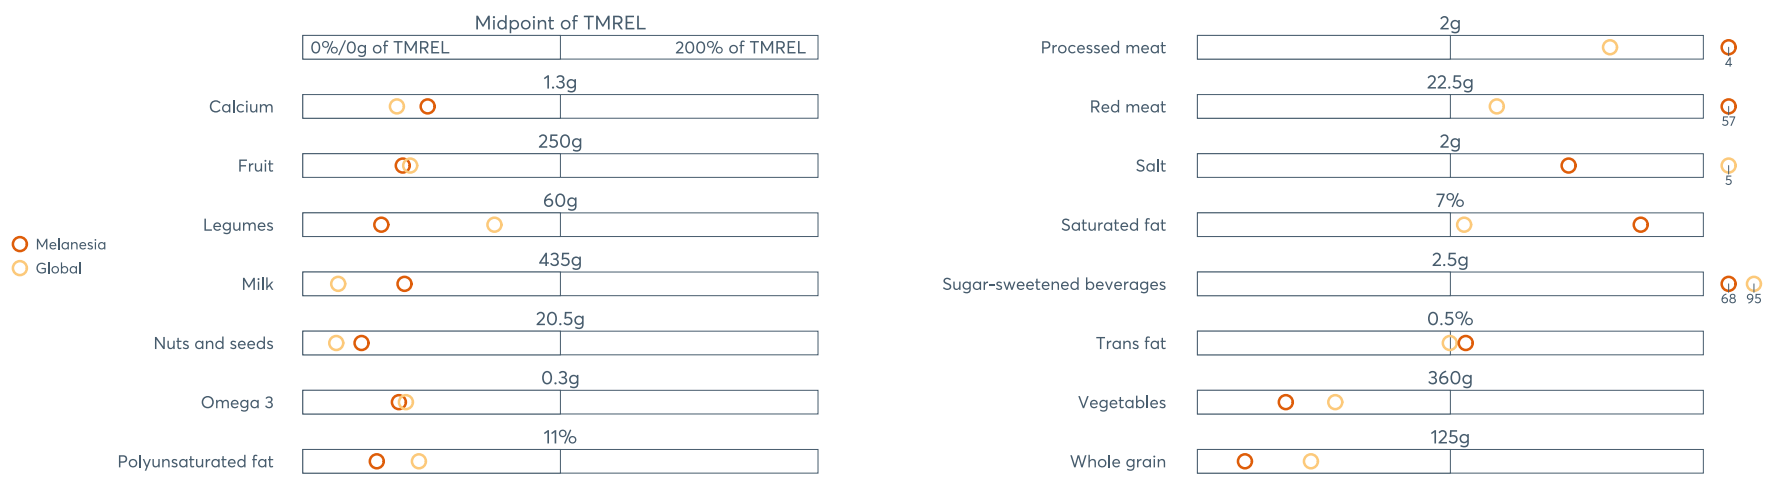 Midpoint of TMREL
0%/0g of TMREL 200% of TMREL
1.3g
Calcium
250g
Fruit
60g
Legumes
435g
Milk
20.5g
Nuts and seeds
0.3g
Omega 3
11%
Polyunsaturated fat
Melanesia
Global
2g
Processed meat
4
22.5g
Red meat
57
2g
Salt
5
7%
Saturated fat
2.5g
Sugar-sweetened beverages
68 95
0.5%
Trans fat
360g
Vegetables
125g
Whole grain